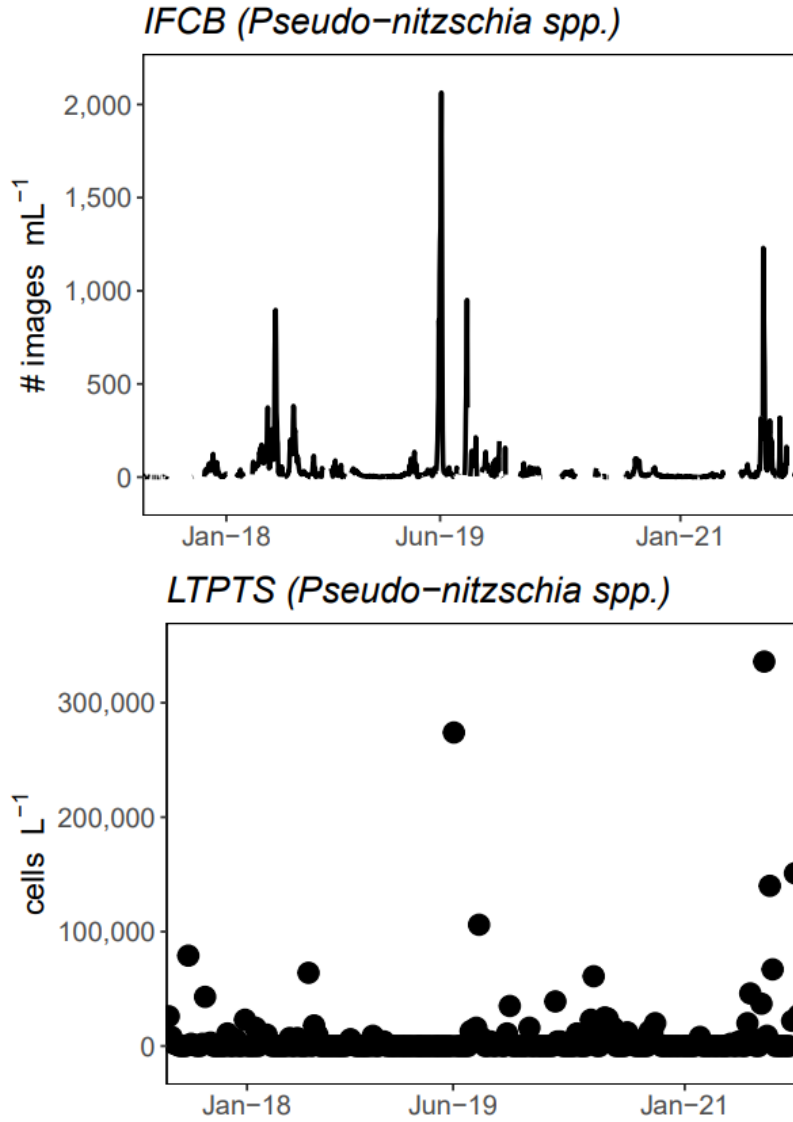 IFCB (Pseudo−nitzschia spp.)
# images mL⁻¹
2,000
1,500
1,000
500
0
Jan−18 Jun−19 Jan−21
LTPTS (Pseudo−nitzschia spp.)
cells L⁻¹
300,000
200,000
100,000
0
Jan−18 Jun−19 Jan−21